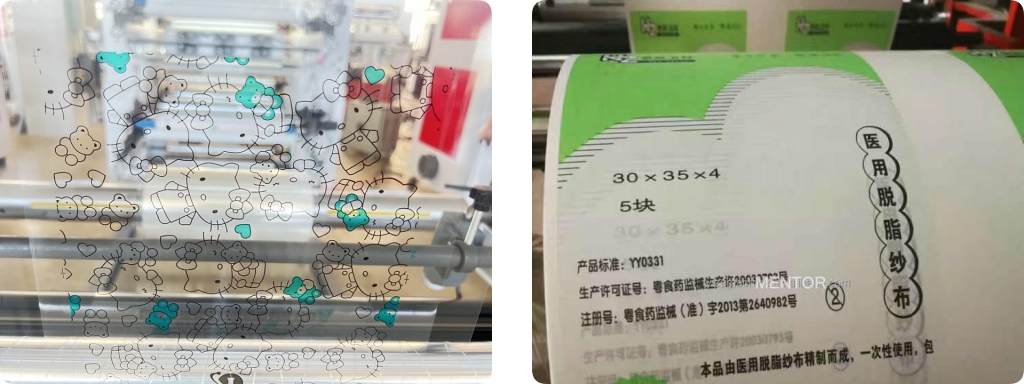 医用脱脂纱布
30×35×4
5块
30×35×4
产品标准：YY0331
生产许可证号：粤食药监械生产许20030793号
MENTOR
注册号：粤食药监械（准）字2013第2640982号
②
本品由医用脱脂纱布精制而成，一次性使用，包